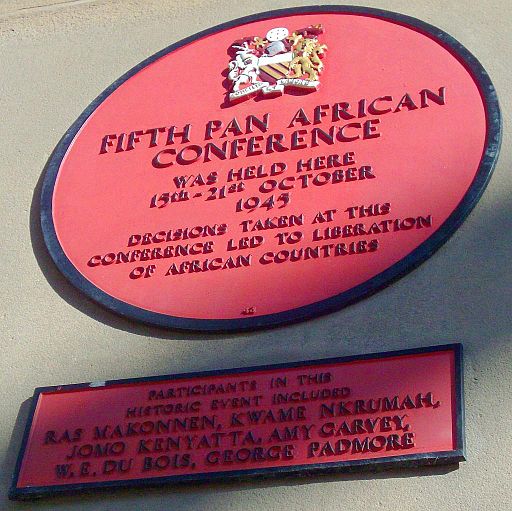 FIFTH PAN AFRICAN
CONFERENCE
WAS HELD HERE
15th - 21st OCTOBER
1945
DECISIONS TAKEN AT THIS
CONFERENCE LED TO LIBERATION
OF AFRICAN COUNTRIES
PARTICIPANTS IN THIS
HISTORIC EVENT INCLUDED
RAS MAKONNEN, KWAME NKRUMAH,
JOMO KENYATTA, AMY GARVEY,
W. E. DU BOIS, GEORGE PADMORE